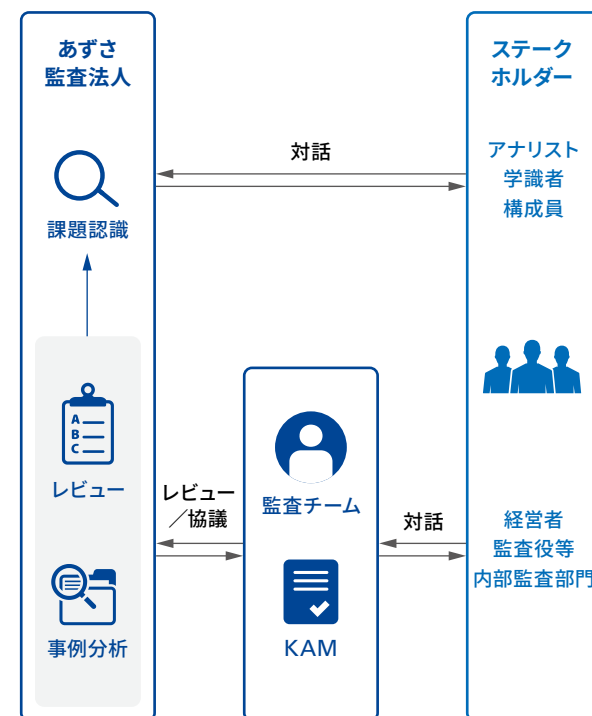 あずさ
監査法人
課題認識
A
B
C
レビュー
事例分析
対話
レビュー
／協議
監査チーム
KAM
対話
ステーク
ホルダー
アナリスト
学識者
構成員
経営者
監査役等
内部監査部門